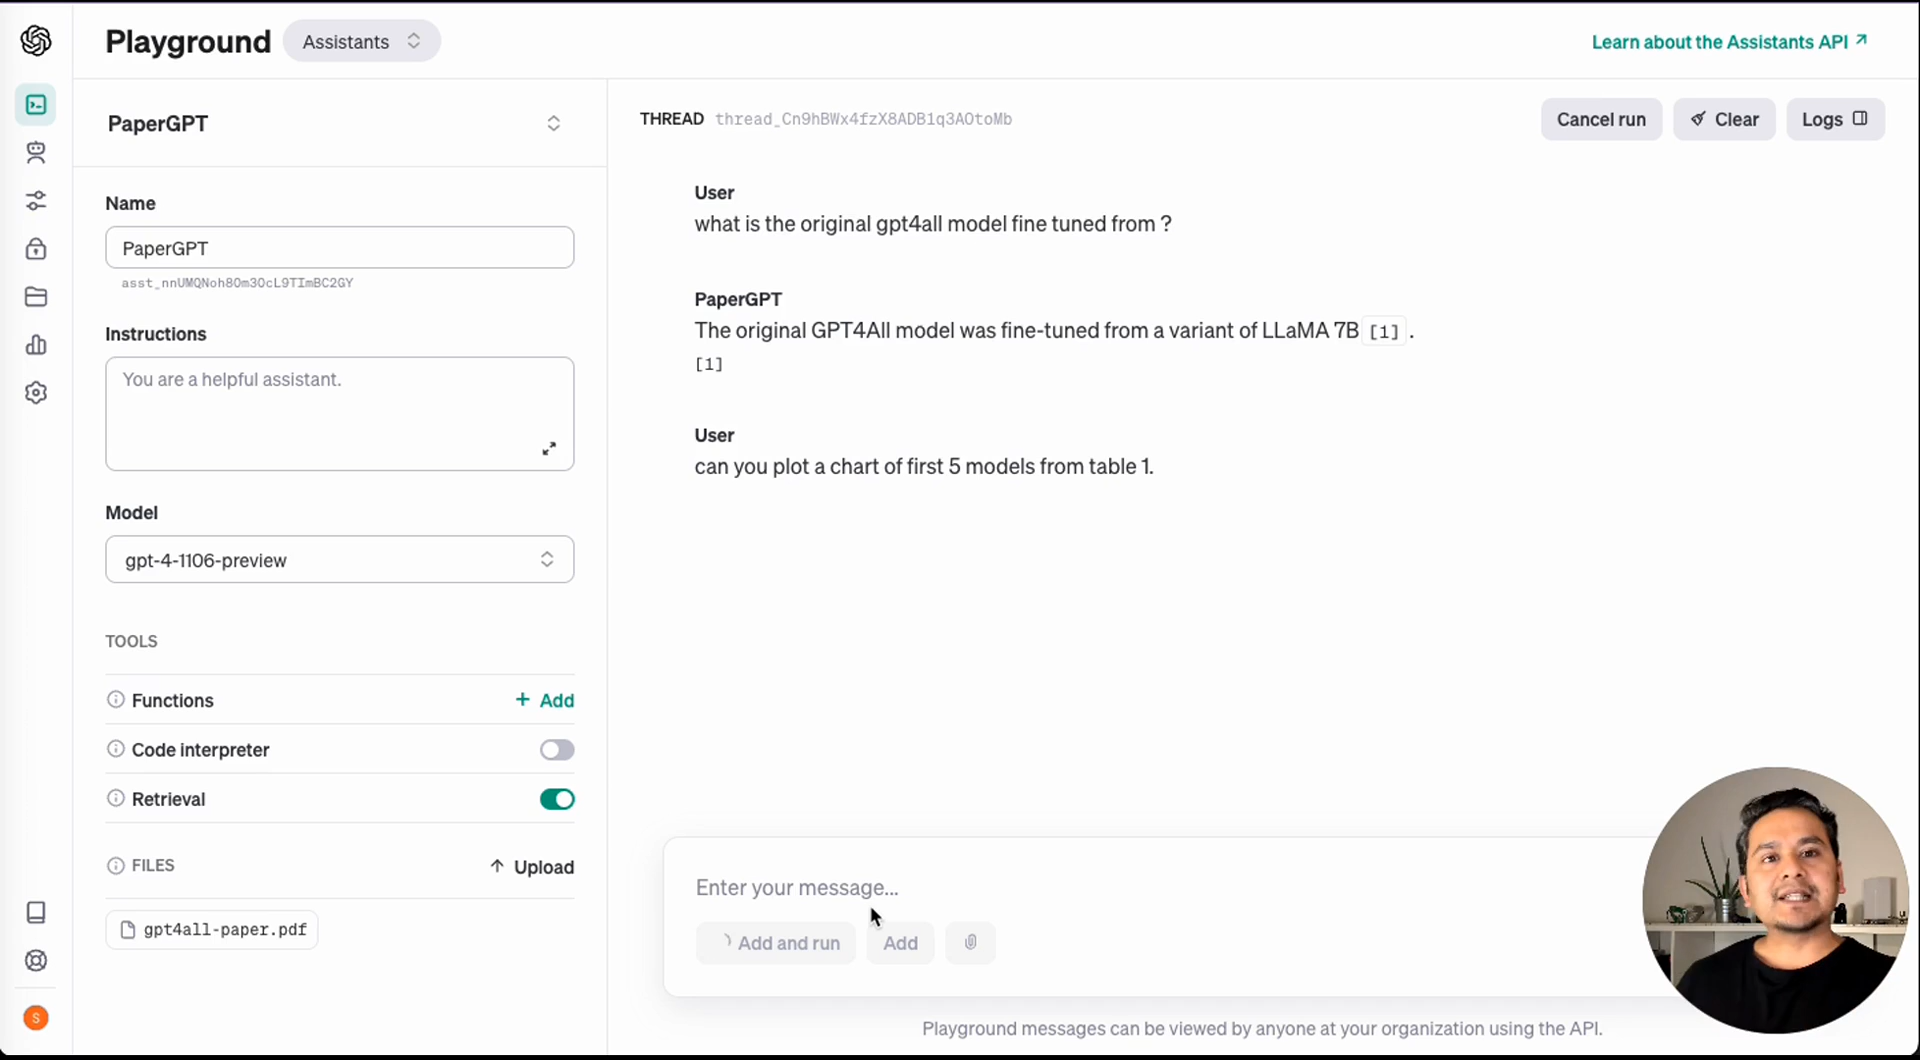 Playground
Assistants
Learn about the Assistants API
PaperGPT
Name
PaperGPT
asst_nnUMQNoh8Om3OcL9TImBC2GY
Instructions
You are a helpful assistant.
Model
gpt-4-1106-preview
TOOLS
Functions
+ Add
Code interpreter
Retrieval
FILES
Upload
gpt4all-paper.pdf
S
THREAD thread_Cn9hBWx4fzX8ADB1q3AOtoMb
Cancel run
Clear
Logs
User
what is the original gpt4all model fine tuned from ?
PaperGPT
The original GPT4All model was fine-tuned from a variant of LLaMA 7B [1] .
[1]
User
can you plot a chart of first 5 models from table 1.
Enter your message...
Add and run
Add
Playground messages can be viewed by anyone at your organization using the API.